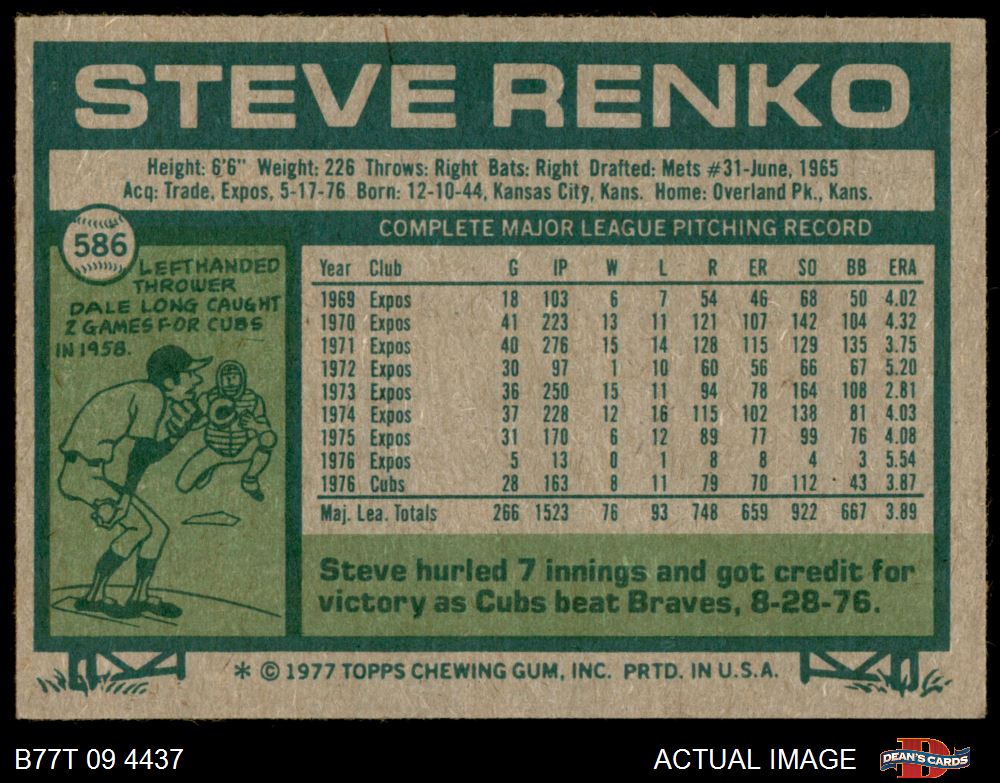 STEVE RENKO
Height: 6'6" Weight: 226 Throws: Right Bats: Right Drafted: Mets #31-June, 1965
Acq: Trade, Expos, 5-17-76 Born: 12-10-44, Kansas City, Kans. Home: Overland Pk., Kans.
586
LEFTHANDED
THROWER
DALE LONG CAUGHT
2 GAMES FOR CUBS
IN 1958.
C
COMPLETE MAJOR LEAGUE PITCHING RECORD
Year Club G IP W L R ER SO BB ERA
1969 Expos 18 103 6 7 54 46 68 50 4.02
1970 Expos 41 223 13 11 121 107 142 104 4.32
1971 Expos 40 276 15 14 128 115 129 135 3.75
1972 Expos 30 97 1 10 60 56 66 67 5.20
1973 Expos 36 250 15 11 94 78 164 108 2.81
1974 Expos 37 228 12 16 115 102 138 81 4.03
1975 Expos 31 170 6 12 89 77 99 76 4.08
1976 Expos 5 13 0 1 8 8 4 3 5.54
1976 Cubs 28 163 8 11 79 70 112 43 3.87
Maj. Lea. Totals 266 1523 76 93 748 659 922 667 3.89
Steve hurled 7 innings and got credit for
victory as Cubs beat Braves, 8-28-76.
* © 1977 TOPPS CHEWING GUM, INC. PRTD. IN U.S.A.
B77T 09 4437
ACTUAL IMAGE
D
DEAN'S CARDS